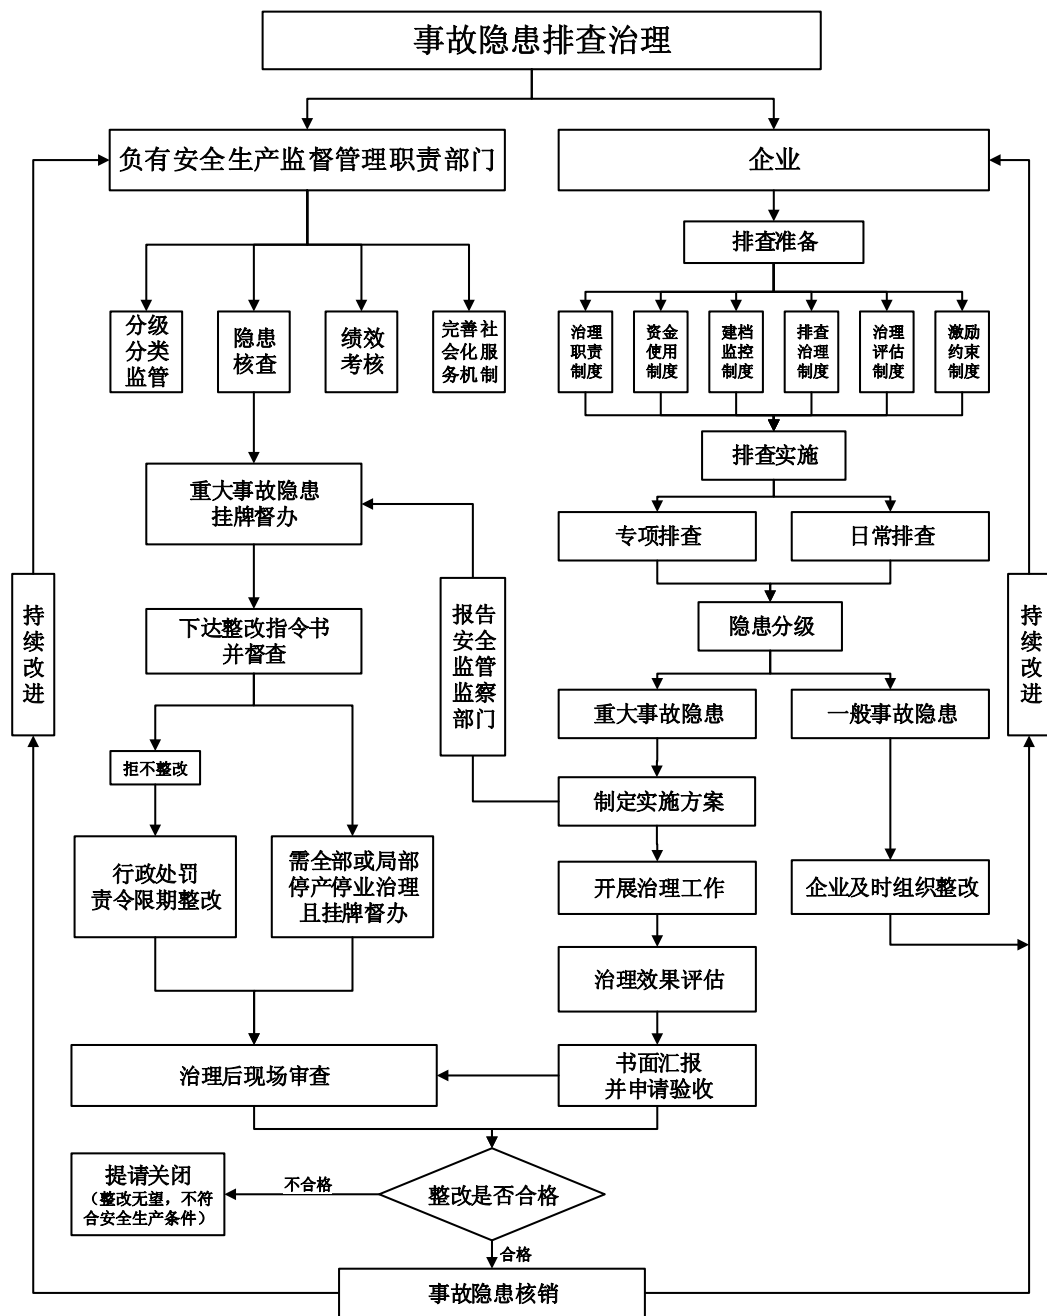 事故隐患排查治理
负有安全生产监督管理职责部门
企业
排查准备
分级
分类
监管
隐患
核查
绩效
考核
完善社
会化服
务机制
治理
职责
制度
资金
使用
制度
建档
监控
制度
排查
治理
制度
治理
评估
制度
激励
约束
制度
排查实施
重大事故隐患
挂牌督办
专项排查
日常排查
持
续
改
进
报告
安全
监管
监察
部门
持
续
改
进
下达整改指令书
并督查
隐患分级
重大事故隐患
一般事故隐患
拒不整改
制定实施方案
行政处罚
责令限期整改
需全部或局部
停产停业治理
且挂牌督办
开展治理工作
企业及时组织整改
治理效果评估
治理后现场审查
书面汇报
并申请验收
提请关闭
（整改无望，不符
合安全生产条件）
不合格
整改是否合格
合格
事故隐患核销